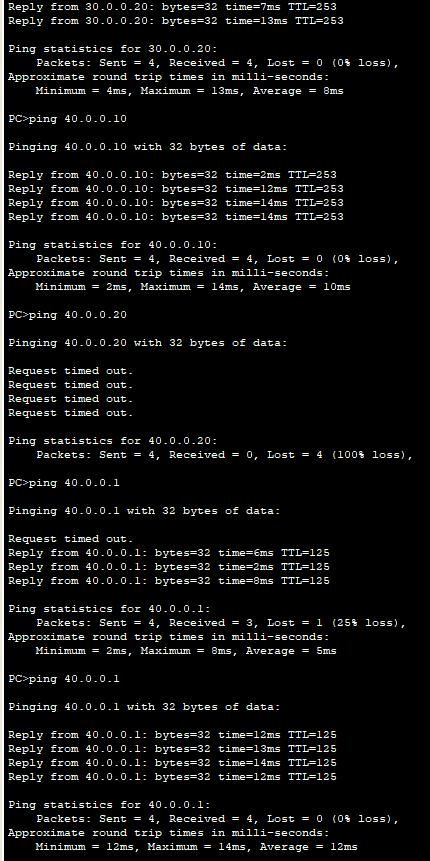 Reply from 30.0.0.20: bytes=32 time=7ms TTL=253
Reply from 30.0.0.20: bytes=32 time=13ms TTL=253
Ping statistics for 30.0.0.20:
Packets: Sent = 4, Received = 4, Lost = 0 (0% loss),
Approximate round trip times in milli-seconds:
Minimum = 4ms, Maximum = 13ms, Average = 8ms
PC>ping 40.0.0.10
Pinging 40.0.0.10 with 32 bytes of data:
Reply from 40.0.0.10: bytes=32 time=2ms TTL=253
Reply from 40.0.0.10: bytes=32 time=12ms TTL=253
Reply from 40.0.0.10: bytes=32 time=14ms TTL=253
Reply from 40.0.0.10: bytes=32 time=14ms TTL=253
Ping statistics for 40.0.0.10:
Packets: Sent = 4, Received = 4, Lost = 0 (0% loss),
Approximate round trip times in milli-seconds:
Minimum = 2ms, Maximum = 14ms, Average = 10ms
PC>ping 40.0.0.20
Pinging 40.0.0.20 with 32 bytes of data:
Request timed out.
Request timed out.
Request timed out.
Request timed out.
Ping statistics for 40.0.0.20:
Packets: Sent = 4, Received = 0, Lost = 4 (100% loss),
PC>ping 40.0.0.1
Pinging 40.0.0.1 with 32 bytes of data:
Request timed out.
Reply from 40.0.0.1: bytes=32 time=6ms TTL=125
Reply from 40.0.0.1: bytes=32 time=2ms TTL=125
Reply from 40.0.0.1: bytes=32 time=8ms TTL=125
Ping statistics for 40.0.0.1:
Packets: Sent = 4, Received = 3, Lost = 1 (25% loss),
Approximate round trip times in milli-seconds:
Minimum = 2ms, Maximum = 8ms, Average = 5ms
PC>ping 40.0.0.1
Pinging 40.0.0.1 with 32 bytes of data:
Reply from 40.0.0.1: bytes=32 time=12ms TTL=125
Reply from 40.0.0.1: bytes=32 time=13ms TTL=125
Reply from 40.0.0.1: bytes=32 time=14ms TTL=125
Reply from 40.0.0.1: bytes=32 time=12ms TTL=125
Ping statistics for 40.0.0.1:
Packets: Sent = 4, Received = 4, Lost = 0 (0% loss),
Approximate round trip times in milli-seconds:
Minimum = 12ms, Maximum = 14ms, Average = 12ms